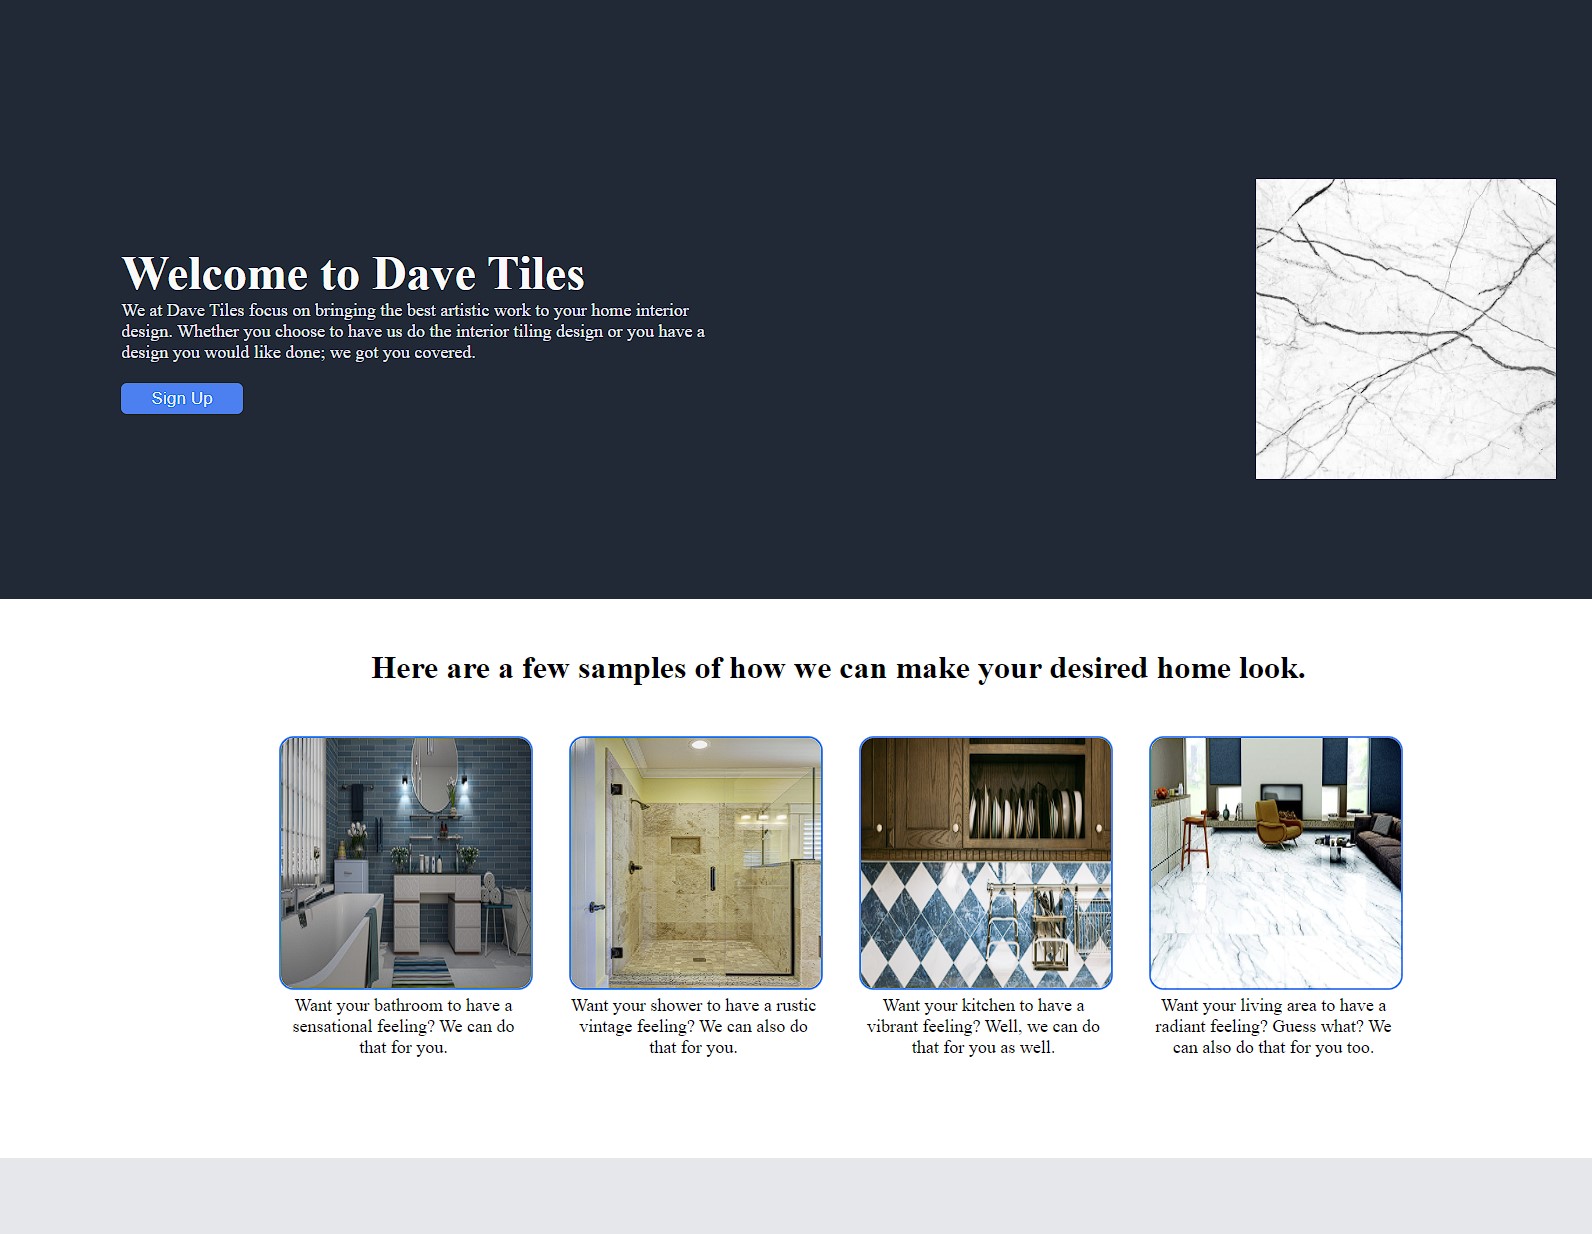 Welcome to Dave Tiles
We at Dave Tiles focus on bringing the best artistic work to your home interior
design. Whether you choose to have us do the interior tiling design or you have a
design you would like done; we got you covered.
Sign Up
Here are a few samples of how we can make your desired home look.
Want your bathroom to have a
sensational feeling? We can do
that for you.
Want your shower to have a rustic
vintage feeling? We can also do
that for you.
Want your kitchen to have a
vibrant feeling? Well, we can do
that for you as well.
Want your living area to have a
radiant feeling? Guess what? We
can also do that for you too.